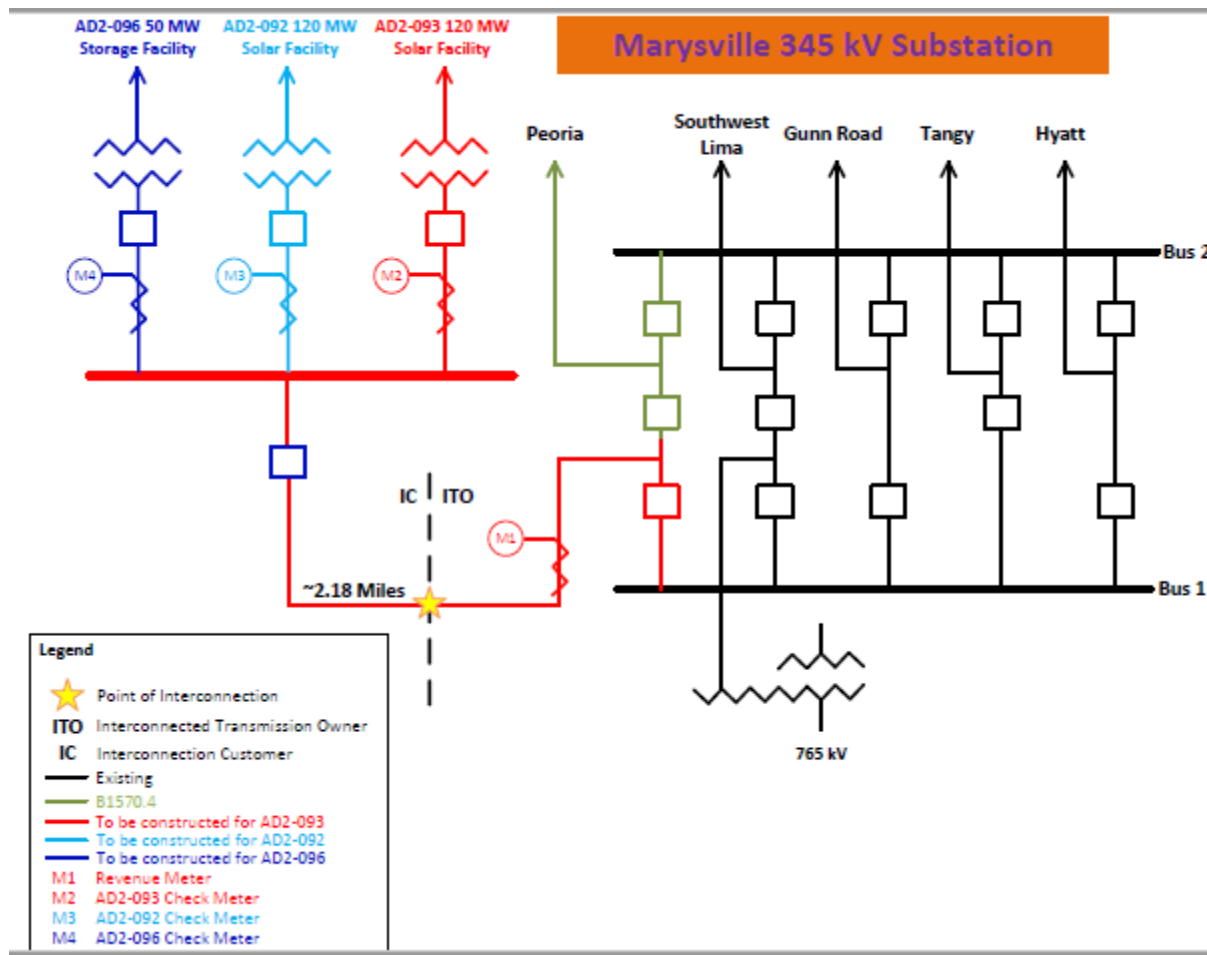 AD2-096 50 MW
Storage Facility
AD2-092 120 MW
Solar Facility
AD2-093 120 MW
Solar Facility
Marysville 345 kV Substation
Peoria
Southwest
Lima
Gunn Road
Tangy
Hyatt
M4
M3
M2
Bus 2
IC
ITO
M1
~2.18 Miles
Bus 1
765 kV
Legend
Point of Interconnection
ITO Interconnected Transmission Owner
IC Interconnection Customer
Existing
B1570.4
To be constructed for AD2-093
To be constructed for AD2-092
To be constructed for AD2-096
M1 Revenue Meter
M2 AD2-093 Check Meter
M3 AD2-092 Check Meter
M4 AD2-096 Check Meter